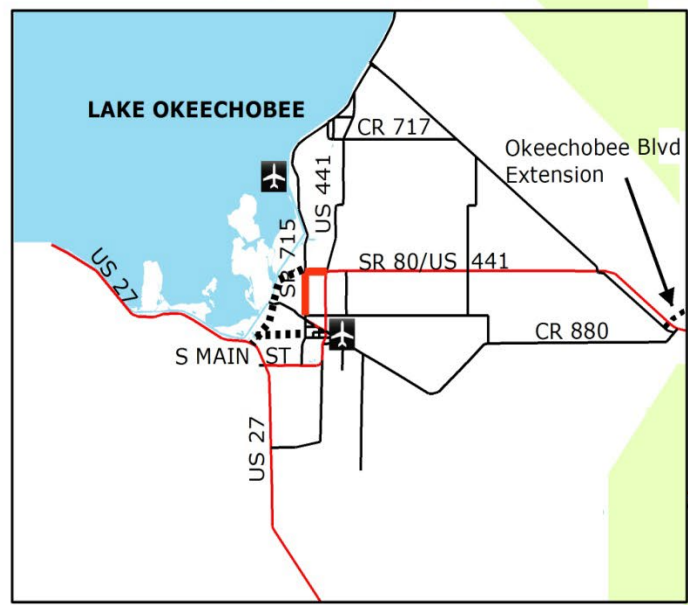 LAKE OKEECHOBEE
CR 717
Okeechobee Blvd
Extension
US 441
SR 715
US 27
SR 80/US 441
CR 880
S MAIN ST
US 27